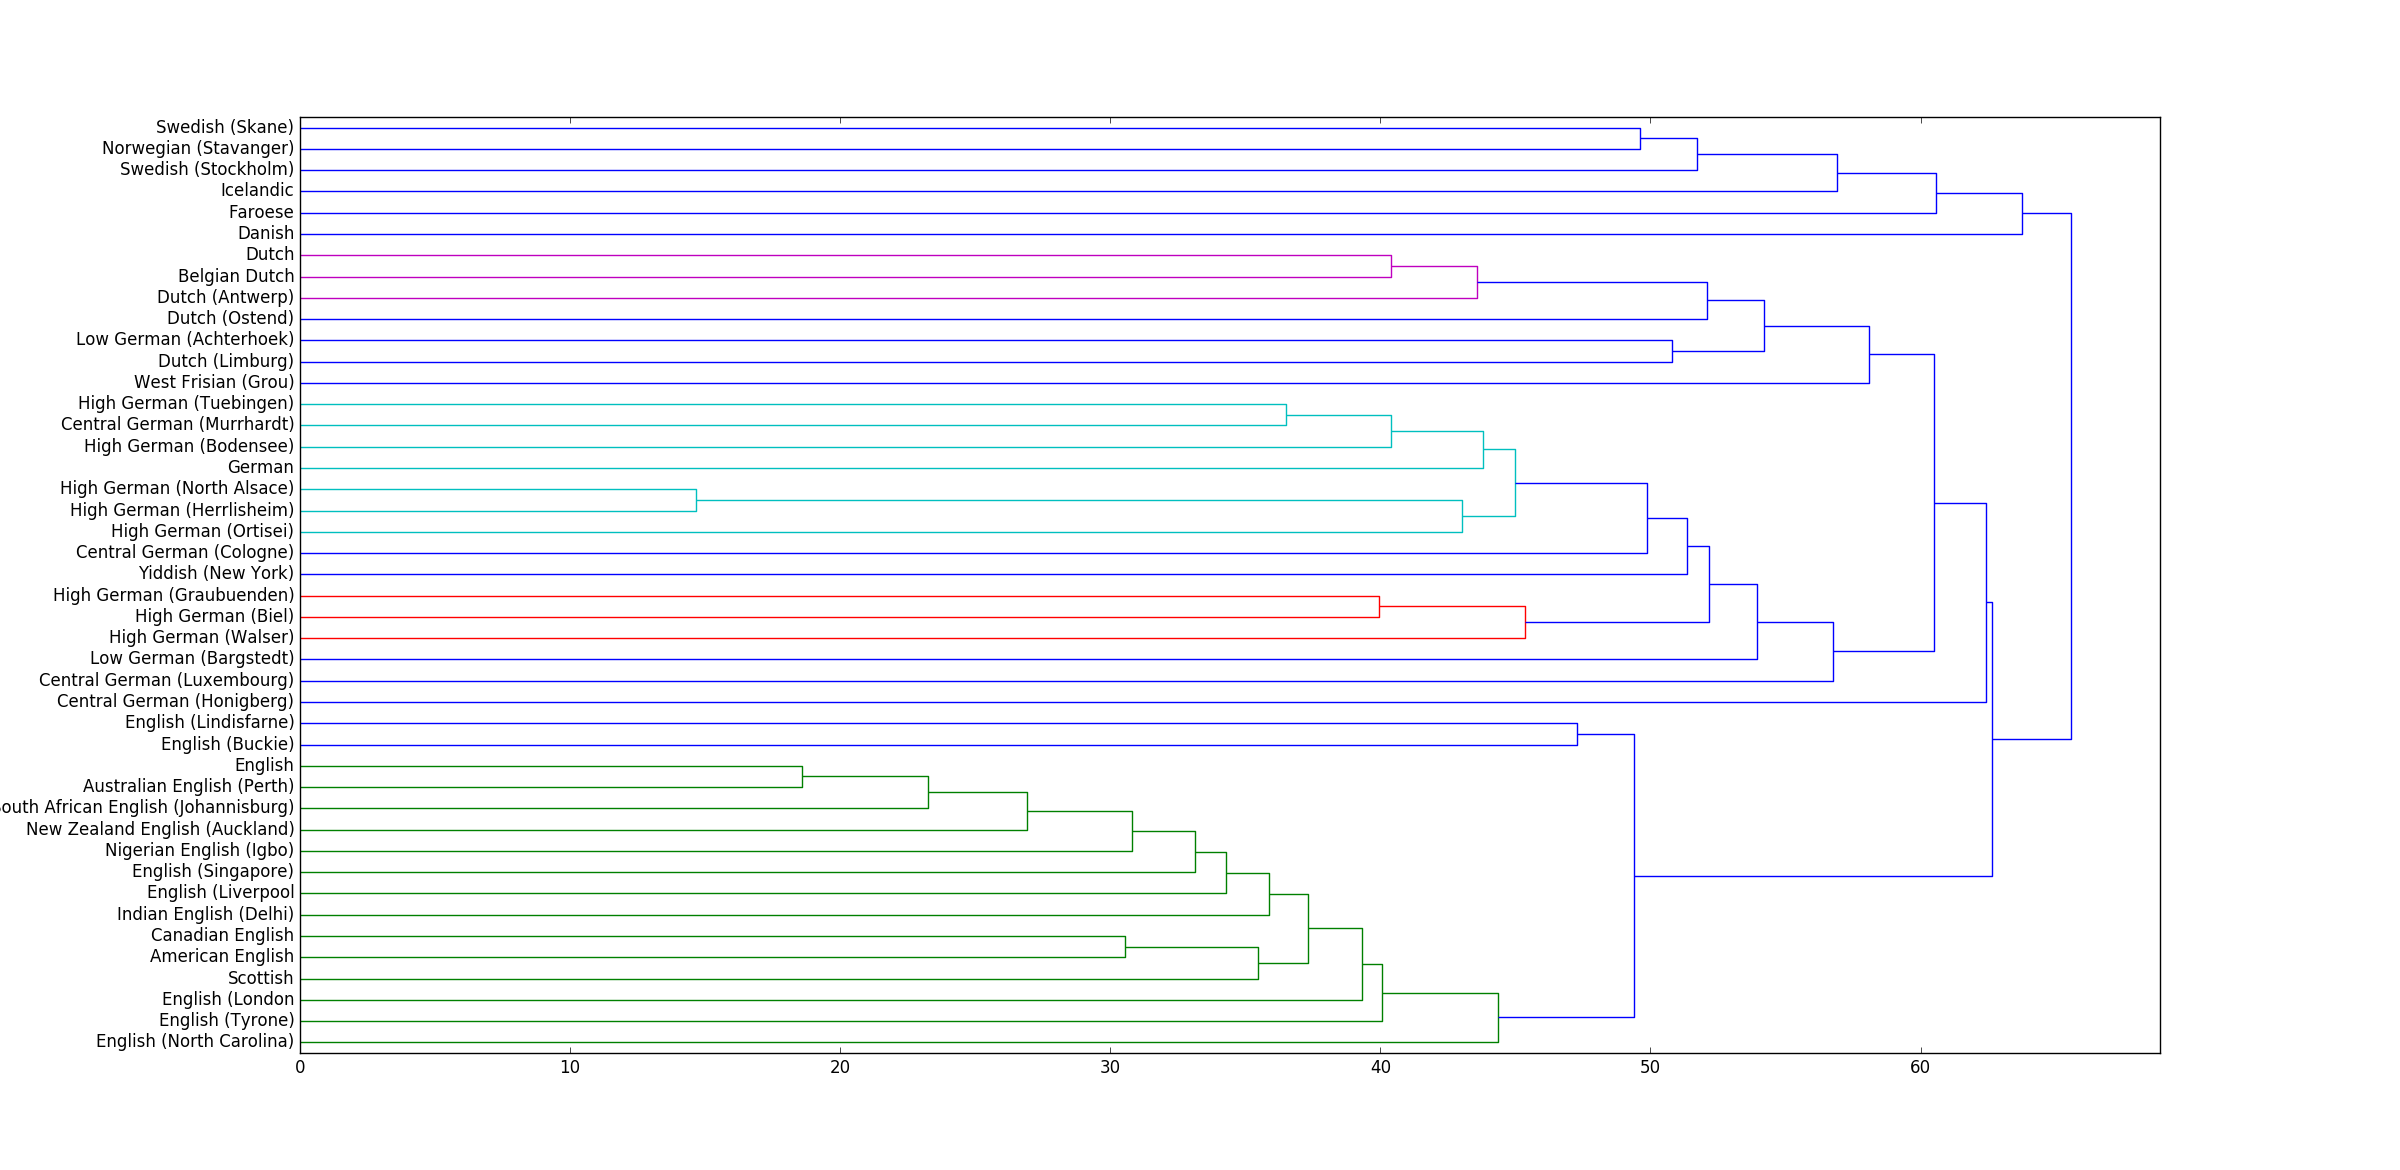 Swedish (Skane)
Norwegian (Stavanger)
Swedish (Stockholm)
Icelandic
Faroese
Danish
Dutch
Belgian Dutch
Dutch (Antwerp)
Dutch (Ostend)
Low German (Achterhoek)
Dutch (Limburg)
West Frisian (Grou)
High German (Tuebingen)
Central German (Murrhardt)
High German (Bodensee)
German
High German (North Alsace)
High German (Herrlisheim)
High German (Ortisei)
Central German (Cologne)
Yiddish (New York)
High German (Graubuenden)
High German (Biel)
High German (Walser)
Low German (Bargstedt)
Central German (Luxembourg)
Central German (Honigberg)
English (Lindisfarne)
English (Buckie)
English
Australian English (Perth)
outh African English (Johannisburg)
New Zealand English (Auckland)
Nigerian English (Igbo)
English (Singapore)
English (Liverpool
Indian English (Delhi)
Canadian English
American English
Scottish
English (London
English (Tyrone)
English (North Carolina)
0 10 20 30 40 50 60